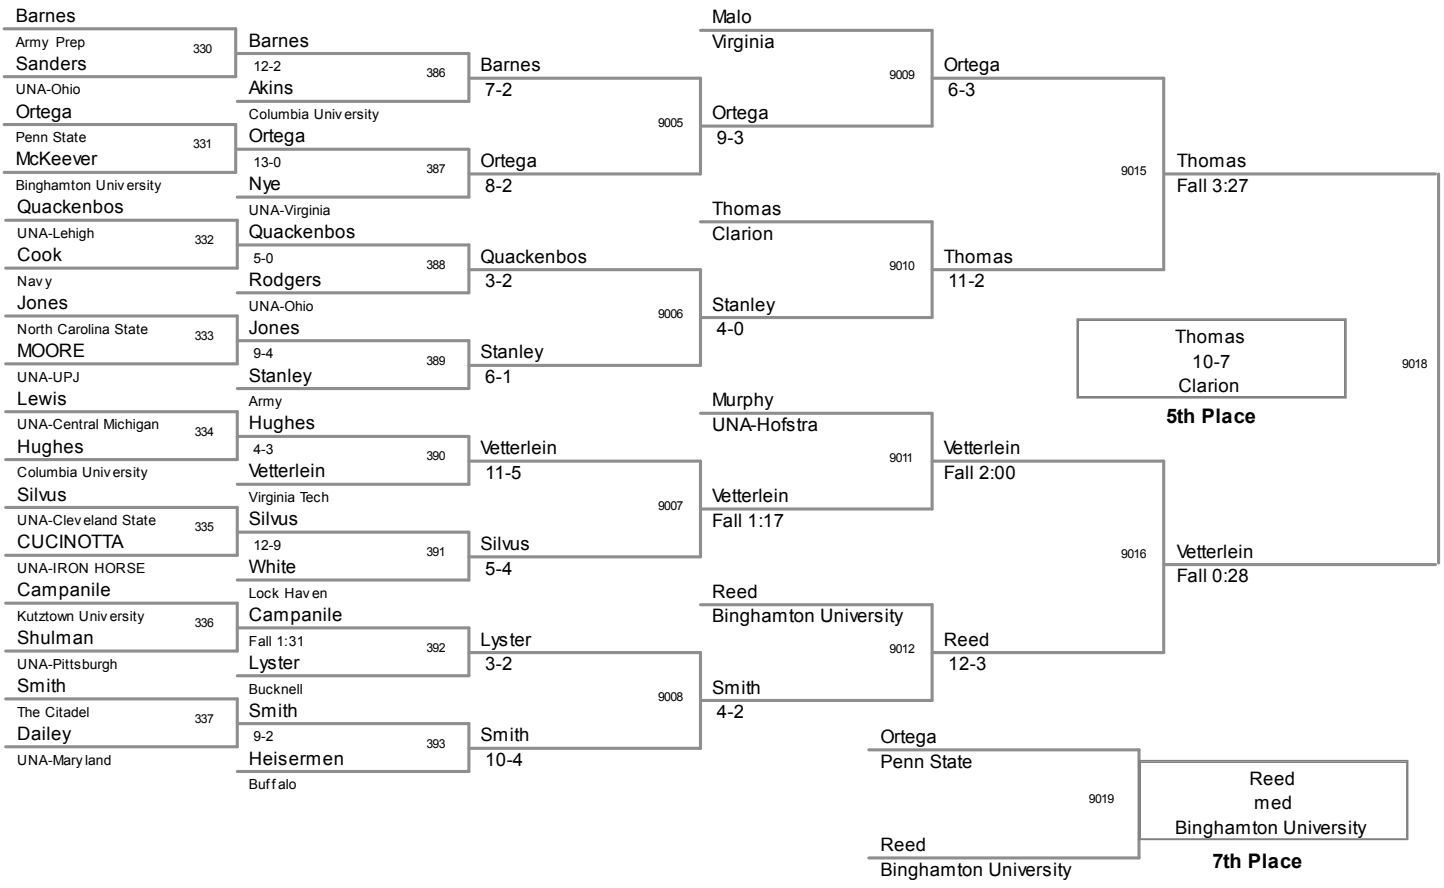 Barnes
Army Prep
330
Sanders
UNA-Ohio
Ortega
Penn State
331
McKeever
Binghamton University
Quackenbos
UNA-Lehigh
332
Cook
Navy
Jones
North Carolina State
333
MOORE
UNA-UPJ
Lewis
UNA-Central Michigan
334
Hughes
Columbia University
Silvus
UNA-Cleveland State
335
CUCINOTTA
UNA-IRON HORSE
Campanile
Kutztown University
336
Shulman
UNA-Pittsburgh
Smith
The Citadel
337
Dailey
UNA-Maryland
Barnes
12-2
386
Akins
Columbia University
Ortega
13-0
387
Nye
UNA-Virginia
Quackenbos
5-0
388
Rodgers
UNA-Ohio
Jones
9-4
389
Stanley
Army
Hughes
4-3
390
Vetterlein
Virginia Tech
Silvus
12-9
391
White
Lock Haven
Campanile
Fall 1:31
392
Lyster
Bucknell
Smith
9-2
393
Heisermen
Buffalo
Barnes
7-2
9005
Ortega
8-2
Quackenbos
3-2
9006
Stanley
6-1
Vetterlein
11-5
9007
Silvus
5-4
Lyster
3-2
9008
Smith
10-4
Malo
Virginia
9009
Ortega
9-3
Thomas
Clarion
9010
Stanley
4-0
Murphy
UNA-Hofstra
9011
Vetterlein
Fall 1:17
Reed
Binghamton University
9012
Smith
4-2
Ortega
6-3
9015
Thomas
11-2
Vetterlein
Fall 2:00
9016
Reed
12-3
Thomas
Fall 3:27
9018
Vetterlein
Fall 0:28
Thomas
10-7
Clarion
5th Place
Ortega
Penn State
9019
Reed
Binghamton University
Reed
med
Binghamton University
7th Place